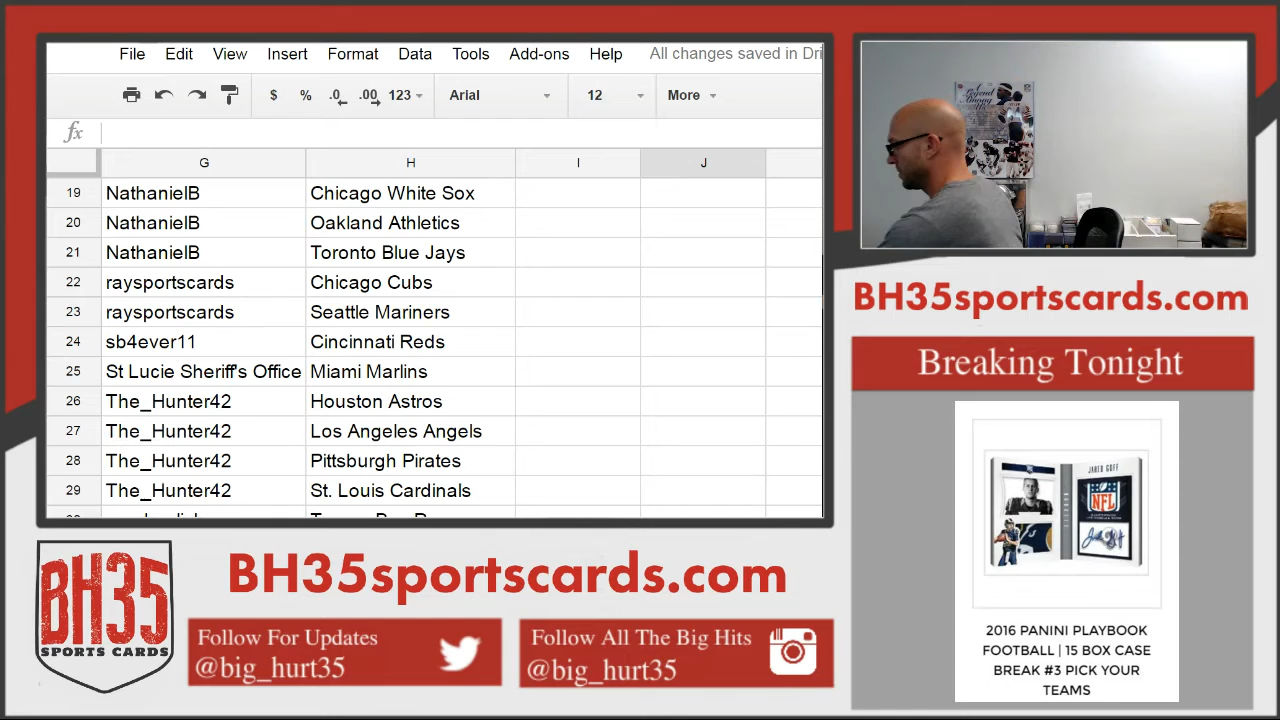 File Edit View Insert Format Data Tools Add-ons Help All changes saved in Dri
$ % .0 .00 123 Arial 12 More
fx
G H I J
19 NathanielB Chicago White Sox
20 NathanielB Oakland Athletics
21 NathanielB Toronto Blue Jays
22 raysportscards Chicago Cubs
23 raysportscards Seattle Mariners
24 sb4ever11 Cincinnati Reds
25 St Lucie Sheriff's Office Miami Marlins
26 The_Hunter42 Houston Astros
27 The_Hunter42 Los Angeles Angels
28 The_Hunter42 Pittsburgh Pirates
29 The_Hunter42 St. Louis Cardinals
BH35
SPORTS CARDS
BH35sportscards.com
Follow For Updates
@big_hurt35
Follow All The Big Hits
@big_hurt35
Legend
Among
BH35sportscards.com
Breaking Tonight
JARED GOFF
NFL
2016 PANINI PLAYBOOK
FOOTBALL | 15 BOX CASE
BREAK #3 PICK YOUR
TEAMS